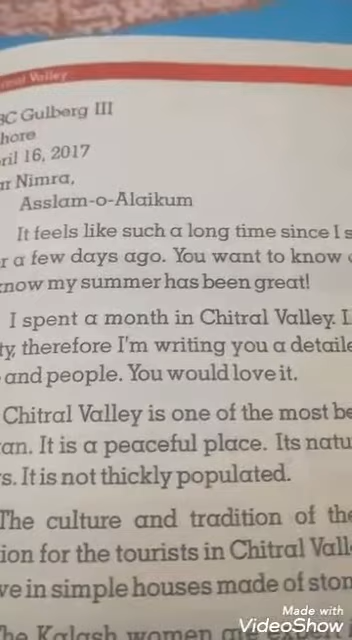 Valley
BC Gulberg III
hore
ril 16, 2017
ar Nimra,
Asslam-o-Alaikum
It feels like such a long time since I s
r a few days ago. You want to know
now my summer has been great!
I spent a month in Chitral Valley. I
ty, therefore I'm writing you a detaile
and people. You would love it.
Chitral Valley is one of the most be
an. It is a peaceful place. Its natu
s. It is not thickly populated.
The culture and tradition of the
ion for the tourists in Chitral Vall
ve in simple houses made of ston
he Kalash women
Made with
VideoShow